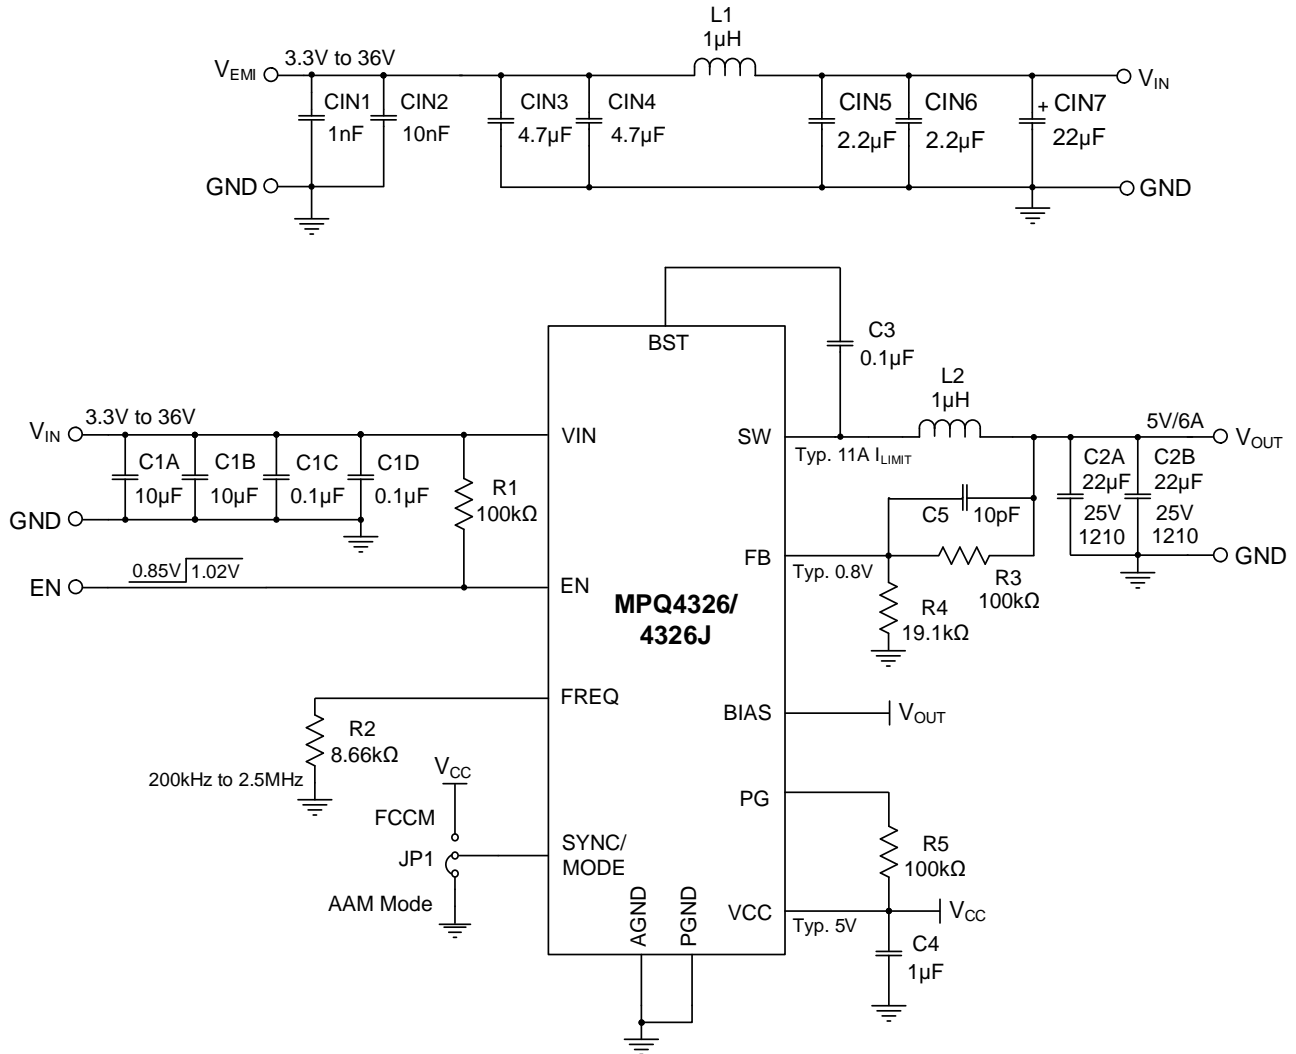 L1
1µH
VEMI
3.3V to 36V
VIN
CIN1
1nF
CIN2
10nF
CIN3
4.7µF
CIN4
4.7µF
CIN5
2.2µF
CIN6
2.2µF
+ CIN7
22µF
GND
GND
BST
C3
0.1µF
L2
1µH
VIN
3.3V to 36V
VIN
SW
Typ. 11A ILIMIT
5V/6A
VOUT
C1A
10µF
C1B
10µF
C1C
0.1µF
C1D
0.1µF
R1
100kΩ
C2A
22µF
25V
1210
C2B
22µF
25V
1210
C5
10pF
GND
FB
Typ. 0.8V
R3
100kΩ
GND
EN
0.85V
1.02V
EN
MPQ4326/
4326J
R4
19.1kΩ
FREQ
R2
8.66kΩ
200kHz to 2.5MHz
BIAS
VOUT
VCC
FCCM
JP1
AAM Mode
SYNC/
MODE
PG
R5
100kΩ
VCC
Typ. 5V
VCC
C4
1µF
AGND
PGND